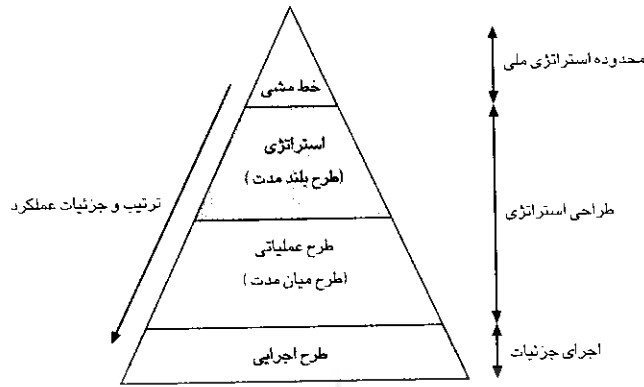 محدوده استراتژی ملی
خط مشی
استراتژی
(طرح بلند مدت)
ترتیب و جزئیات عملکرد
طراحی استراتژی
طرح عملیاتی
(طرح میان مدت)
اجرای جزئیات
طرح اجرایی